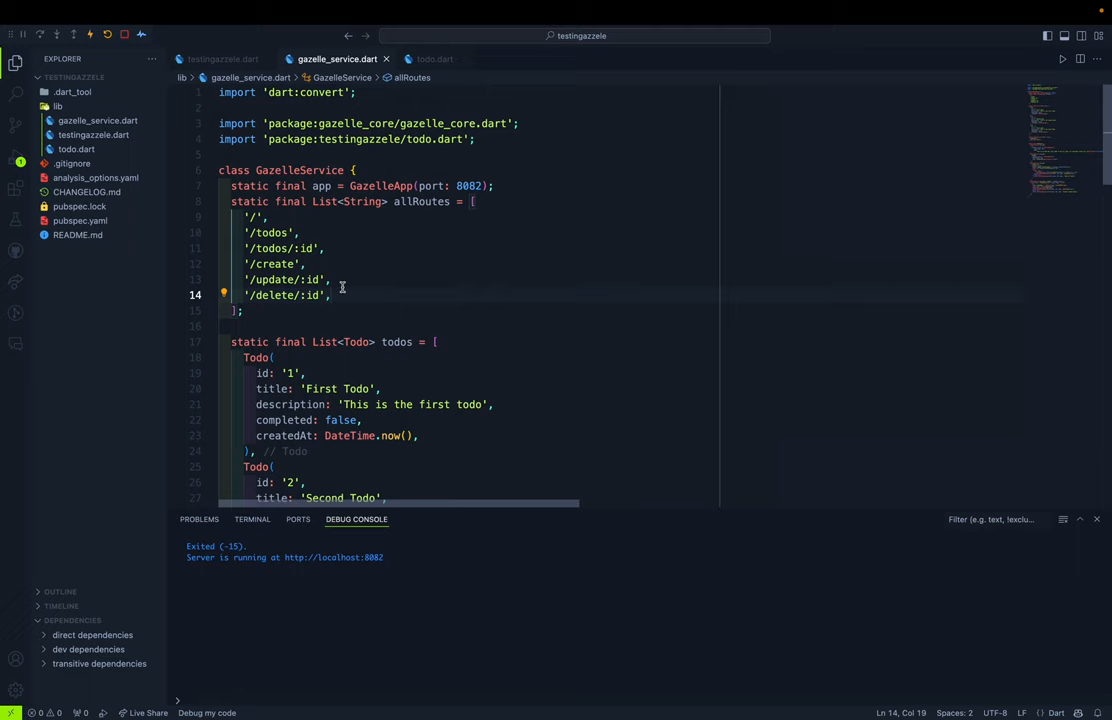 testingazzele
EXPLORER
testingazzele.dart
gazelle_service.dart
todo.dart
TESTINGAZZELE
lib > gazelle_service.dart > GazelleService > allRoutes
.dart_tool
lib
gazelle_service.dart
testingazzele.dart
todo.dart
.gitignore
analysis_options.yaml
CHANGELOG.md
pubspec.lock
pubspec.yaml
README.md
1 import 'dart:convert';
2
3 import 'package:gazelle_core/gazelle_core.dart';
4 import 'package:testingazzele/todo.dart';
5
6 class GazelleService {
7 static final app = GazelleApp(port: 8082);
8 static final List<String> allRoutes = [
9 '/',
10 '/todos',
11 '/todos/:id',
12 '/create',
13 '/update/:id',
14 '/delete/:id',
15 ];
16
17 static final List<Todo> todos = [
18 Todo(
19 id: '1',
20 title: 'First Todo',
21 description: 'This is the first todo',
22 completed: false,
23 createdAt: DateTime.now(),
24 ), // Todo
25 Todo(
26 id: '2',
27 title: 'Second Todo',
PROBLEMS
TERMINAL
PORTS
DEBUG CONSOLE
Filter (e.g. text, !exclu...
Exited (-15).
Server is running at http://localhost:8082
OUTLINE
TIMELINE
DEPENDENCIES
direct dependencies
dev dependencies
transitive dependencies
0 0 0 Live Share Debug my code
Ln 14, Col 19 Spaces: 2 UTF-8 LF {} Dart